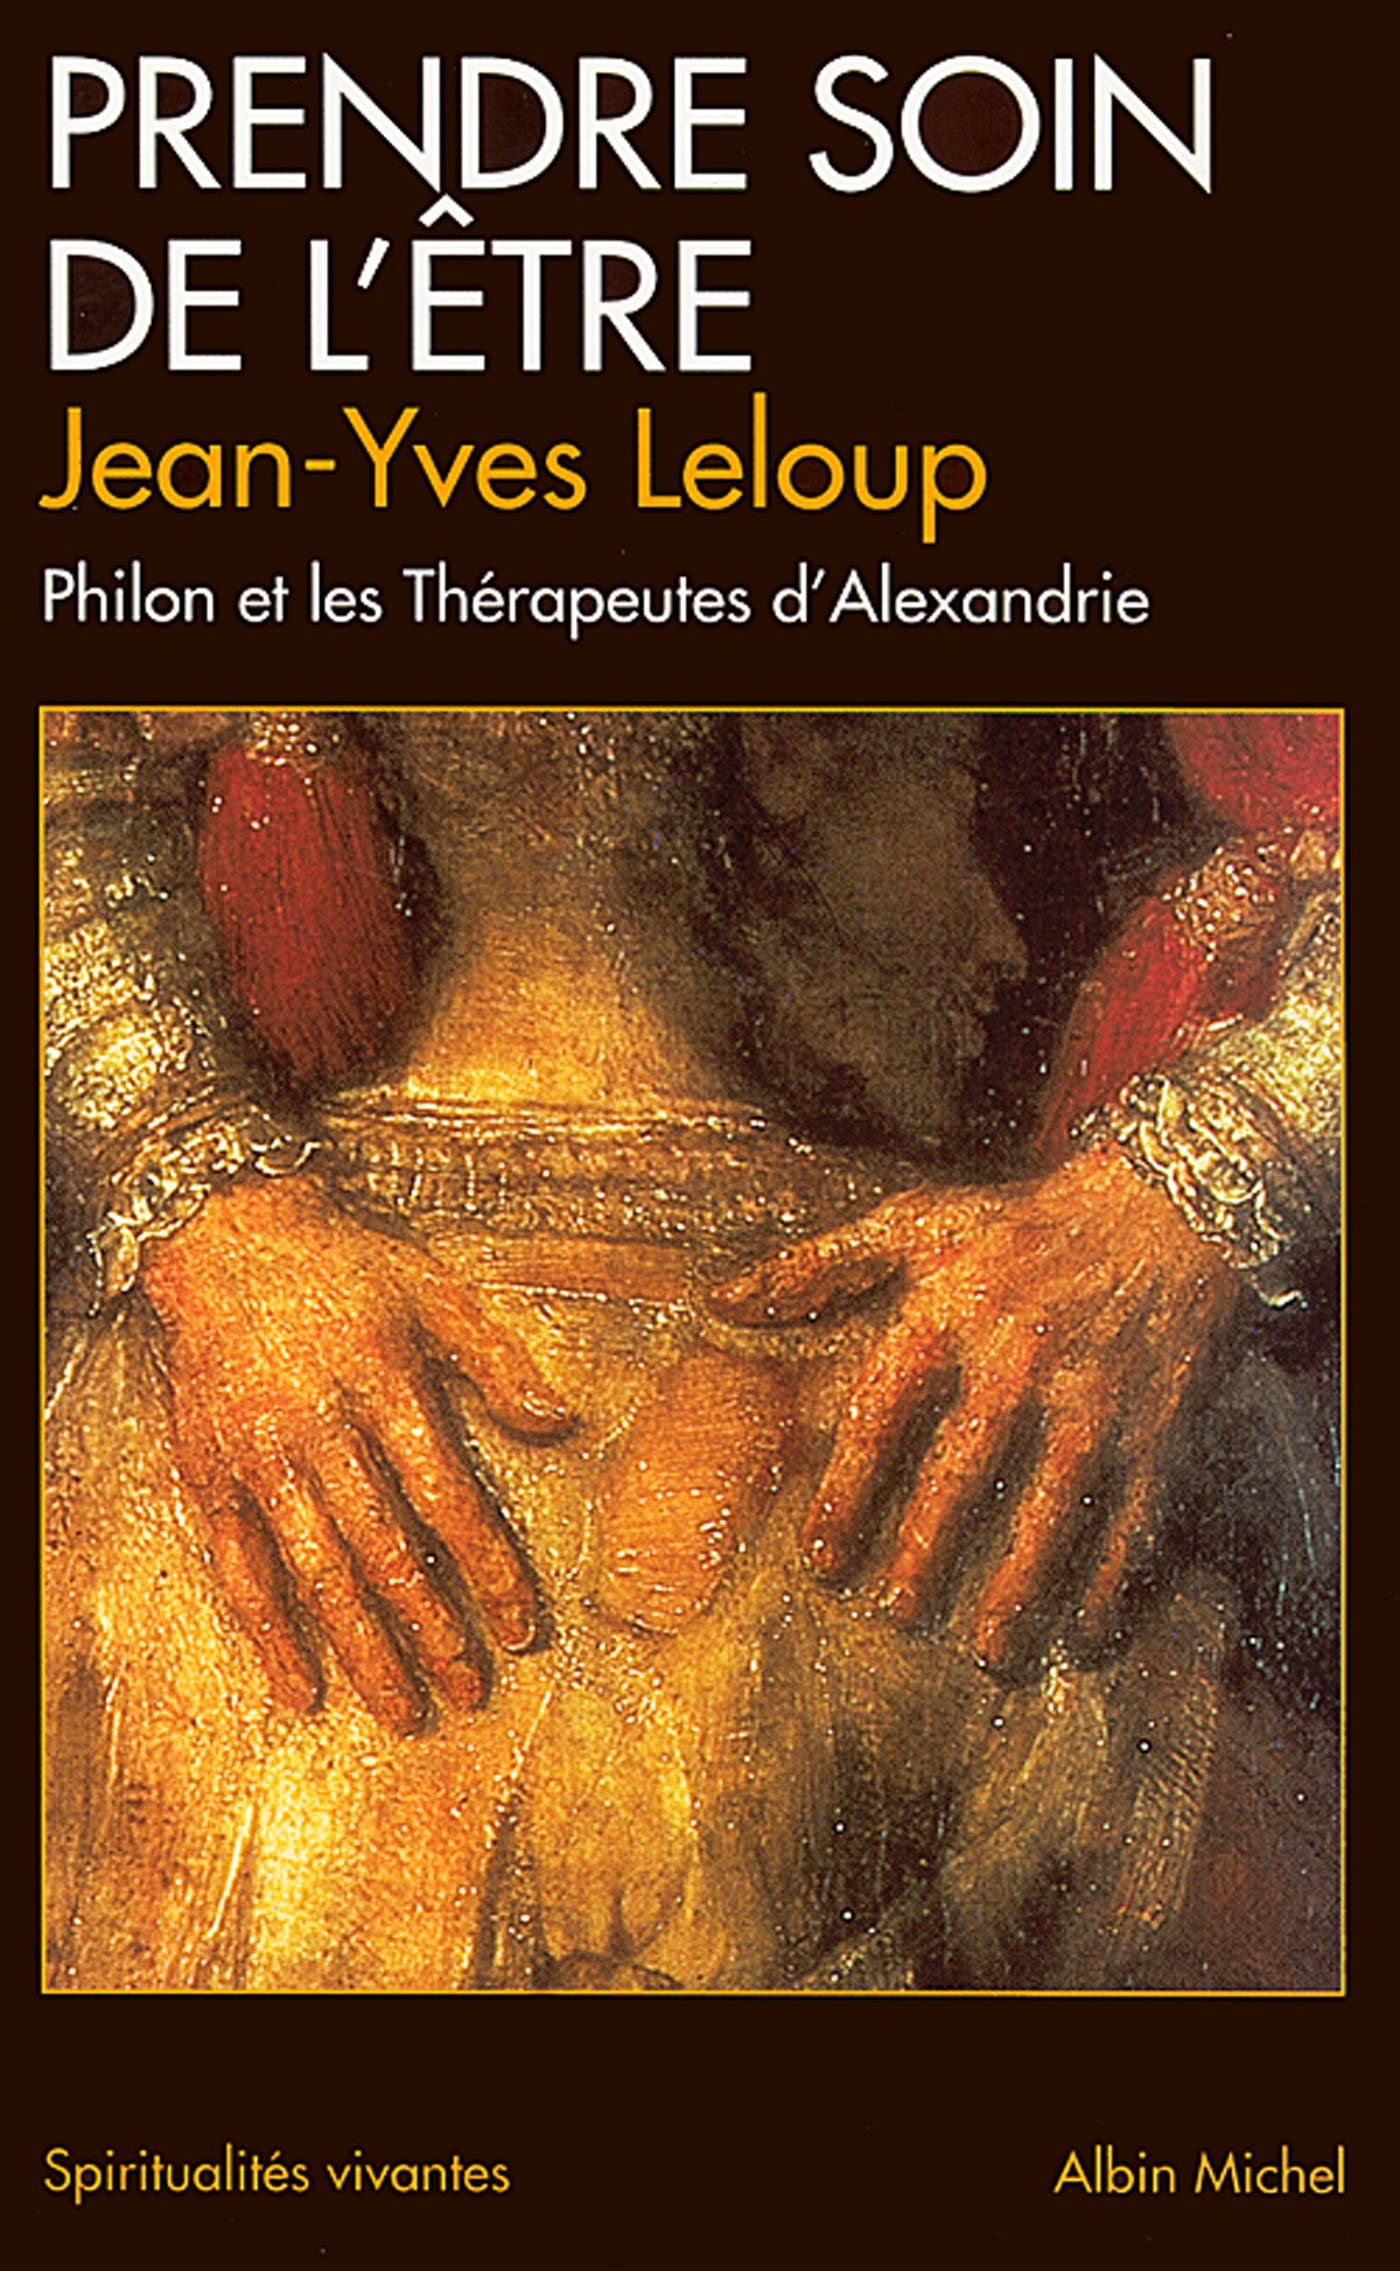 PRENDRE SOIN
DE L'ÊTRE
Jean-Yves Leloup
Philon et les Thérapeutes d'Alexandrie
Spiritualités vivantes
Albin Michel